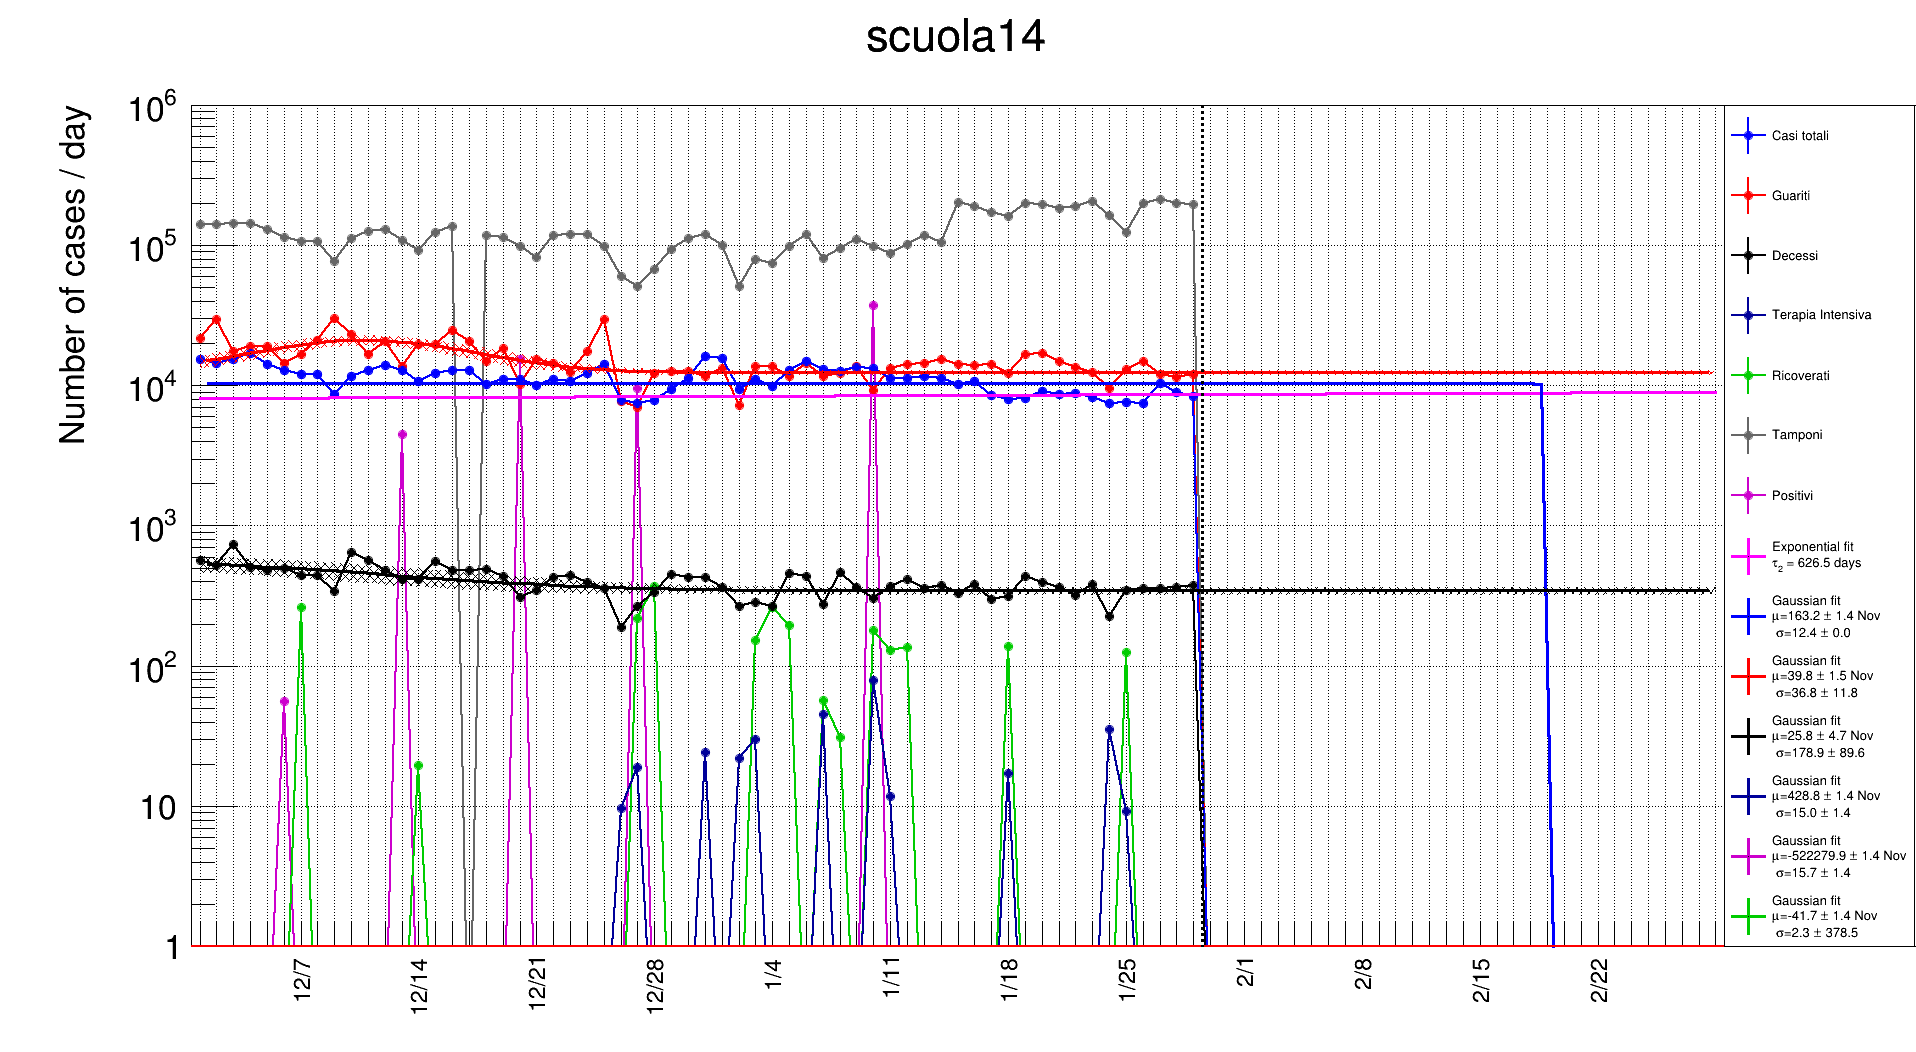 scuola14
Number of cases / day
10^6
10^5
10^4
10^3
10^2
10
1
12/7
12/14
12/21
12/28
1/4
1/11
1/18
1/25
2/1
2/8
2/15
2/22
Casi totali
Guariti
Decessi
Terapia Intensiva
Ricoverati
Tamponi
Positivi
Exponential fit
τ_2 = 626.5 days
Gaussian fit
μ=163.2 ± 1.4 Nov
σ=12.4 ± 0.0
Gaussian fit
μ=39.8 ± 1.5 Nov
σ=36.8 ± 11.8
Gaussian fit
μ=25.8 ± 4.7 Nov
σ=178.9 ± 89.6
Gaussian fit
μ=428.8 ± 1.4 Nov
σ=15.0 ± 1.4
Gaussian fit
μ=-522279.9 ± 1.4 Nov
σ=15.7 ± 1.4
Gaussian fit
μ=-41.7 ± 1.4 Nov
σ=2.3 ± 378.5